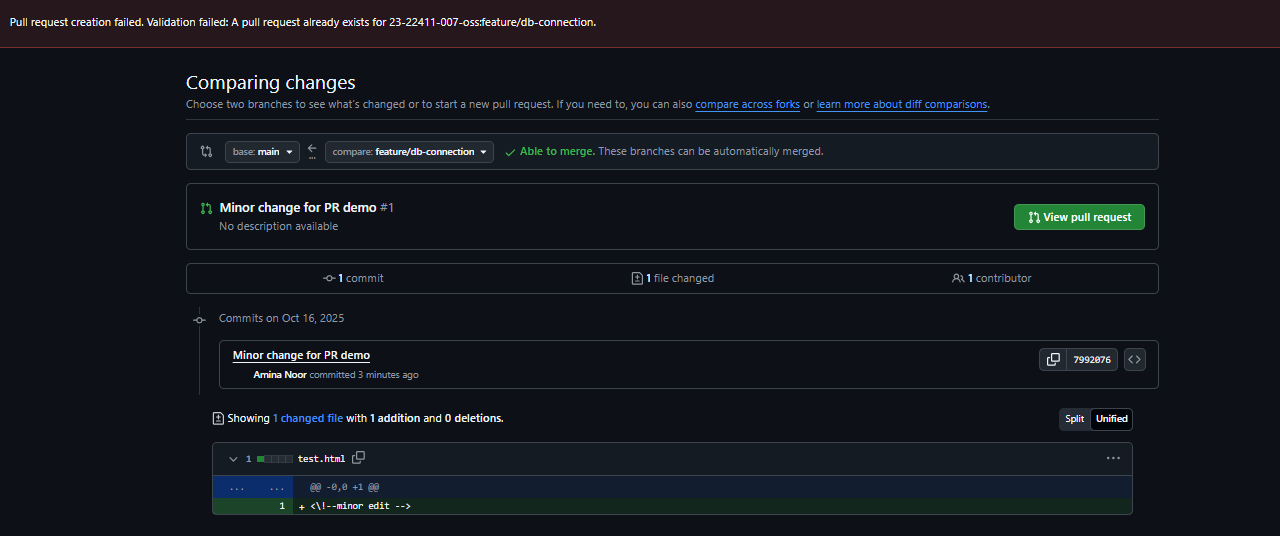 Pull request creation failed. Validation failed: A pull request already exists for 23-22411-007-oss:feature/db-connection.
Comparing changes
Choose two branches to see what's changed or to start a new pull request. If you need to, you can also compare across forks or learn more about diff comparisons.
base: main ... compare: feature/db-connection Able to merge. These branches can be automatically merged.
Minor change for PR demo #1
No description available
View pull request
1 commit 1 file changed 1 contributor
Commits on Oct 16, 2025
Minor change for PR demo
7992076
Amina Noor committed 3 minutes ago
Showing 1 changed file with 1 addition and 0 deletions.
Split Unified
1 test.html
... ... @@ -0,0 +1 @@
1 + <\!--minor edit -->